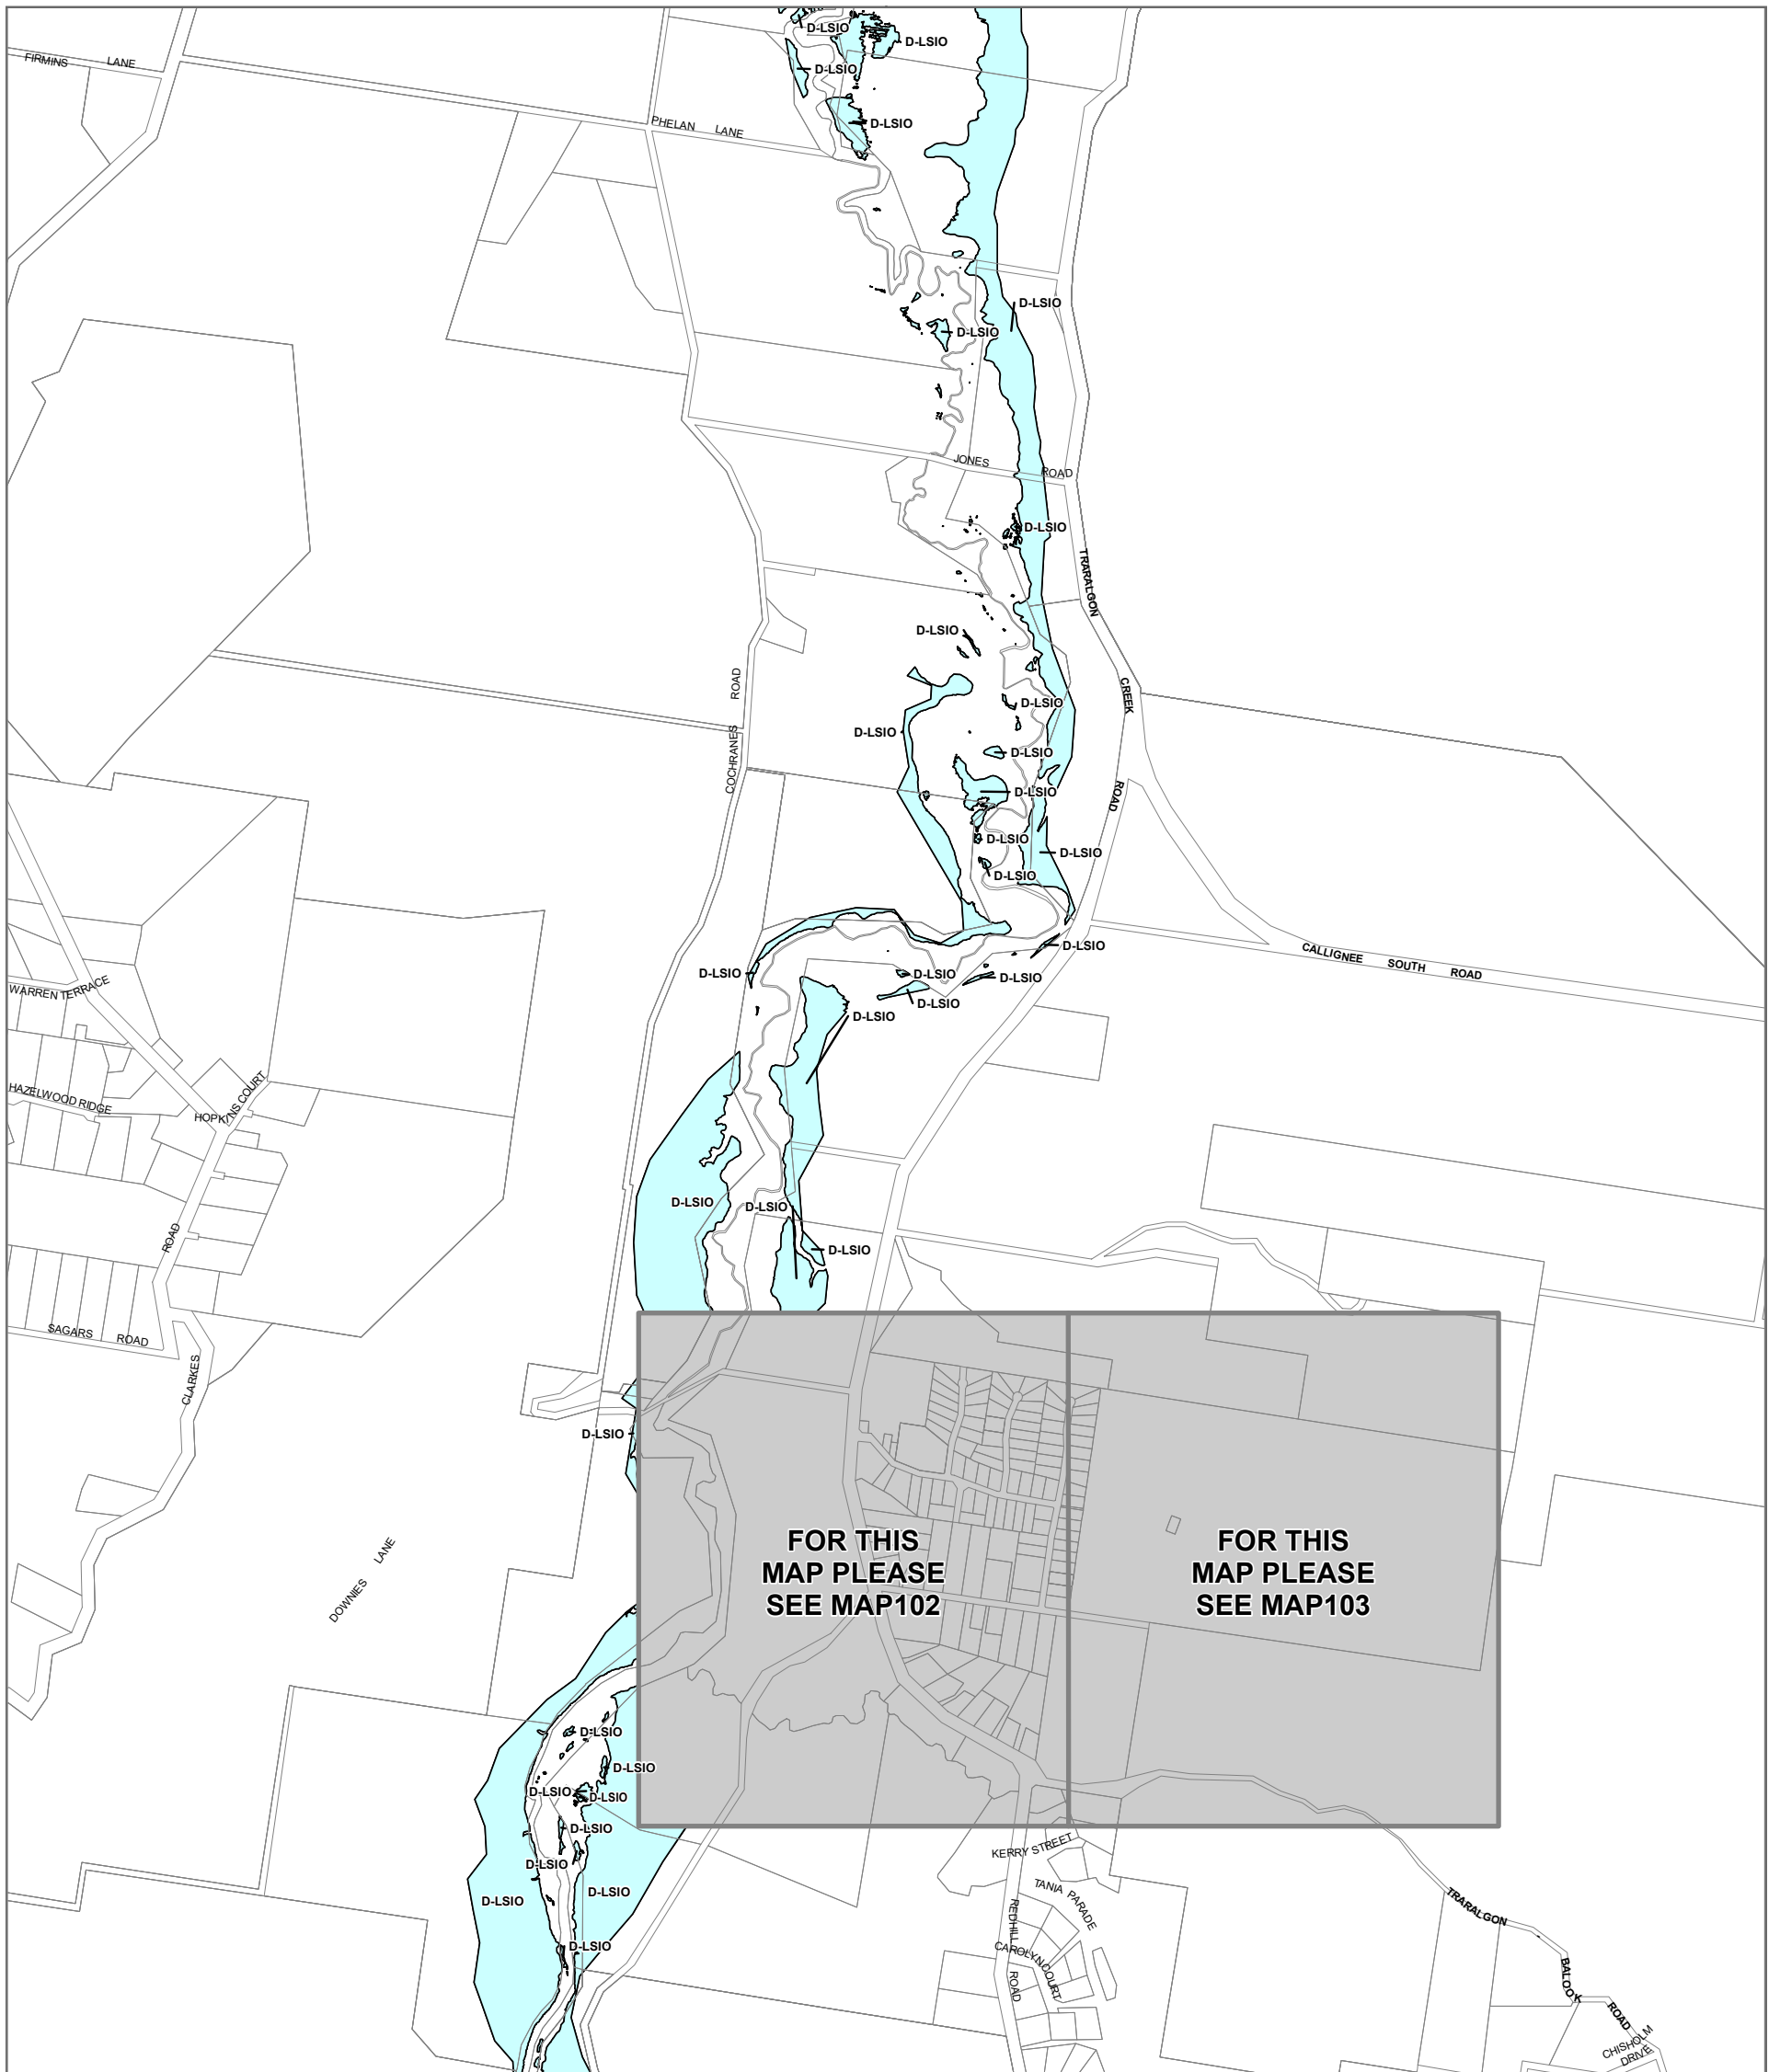 D-LSIO
D-LSIO
FIRMINS LANE
D-LSIO
D-LSIO
PHELAN LANE
D-LSIO
D-LSIO
JONES ROAD
D-LSIO
TRARALGON
D-LSIO
CREEK
ROAD
COCHRANES ROAD
D-LSIO
D-LSIO
D-LSIO
D-LSIO
D-LSIO
D-LSIO
D-LSIO
D-LSIO
CALLIGNEE SOUTH ROAD
D-LSIO
D-LSIO
D-LSIO
D-LSIO
D-LSIO
WARREN TERRACE
HAZELWOOD RIDGE
HOPKINS COURT
D-LSIO
D-LSIO
D-LSIO
ROAD
SAGARS ROAD
CLARKES
D-LSIO
DOWNIES LANE
FOR THIS
MAP PLEASE
SEE MAP102
FOR THIS
MAP PLEASE
SEE MAP103
D-LSIO
D-LSIO
D-LSIO
D-LSIO
D-LSIO
D-LSIO
D-LSIO
D-LSIO
D-LSIO
KERRY STREET
TANIA PARADE
REDHILL ROAD
CAROLYN COURT
TRARALGON
BALOOK
ROAD
CHISHOLM
DRIVE